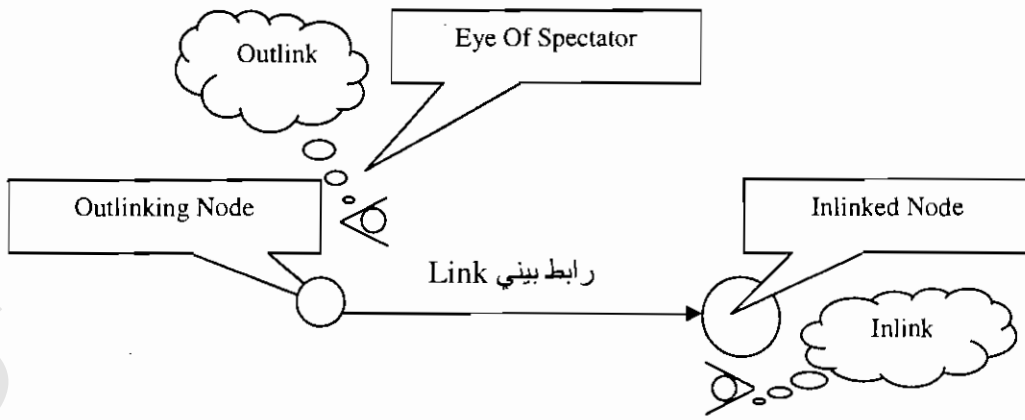 Outlink
Eye Of Spectator
Outlinking Node
Inlinked Node
Link رابط بيني
Inlink